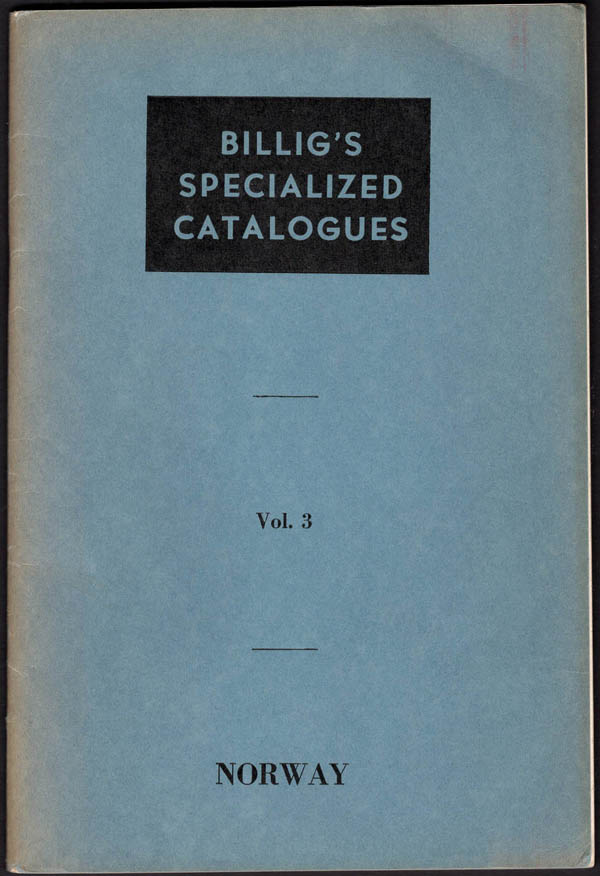 BILLIG'S
SPECIALIZED
CATALOGUES
Vol. 3
NORWAY